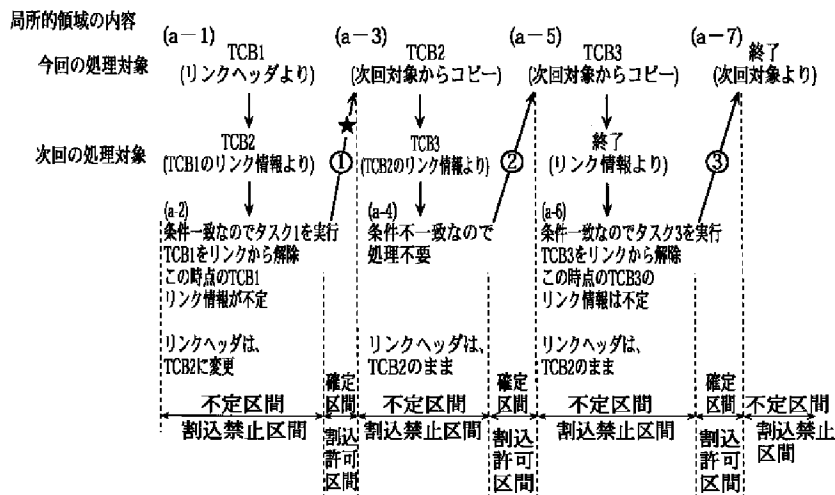 局所的領域の内容
(a-1)
(a-3)
(a-5)
(a-7)
今回の処理対象
TCB1
(リンクヘッダより)
TCB2
(次回対象からコピー)
TCB3
(次回対象からコピー)
終了
(次回対象より)
★
次回の処理対象
TCB2
(TCB1のリンク情報より)
①
TCB3
(TCB2のリンク情報より)
②
終了
(リンク情報より)
③
(a-2)
条件一致なのでタスク1を実行
TCB1をリンクから解除
この時点のTCB1
リンク情報が不定
リンクヘッダは、
TCB2に変更
(a-4)
条件不一致なので
処理不要
リンクヘッダは、
TCB2のまま
(a-6)
条件一致なのでタスク3を実行
TCB3をリンクから解除
この時点のTCB3の
リンク情報は不定
リンクヘッダは、
TCB2のまま
不定区間
確定
区間
不定区間
確定
区間
不定区間
確定
区間
不定区間
割込禁止区間
割込
許可
区間
割込禁止区間
割込
許可
区間
割込禁止区間
割込
許可
区間
割込禁止
区間